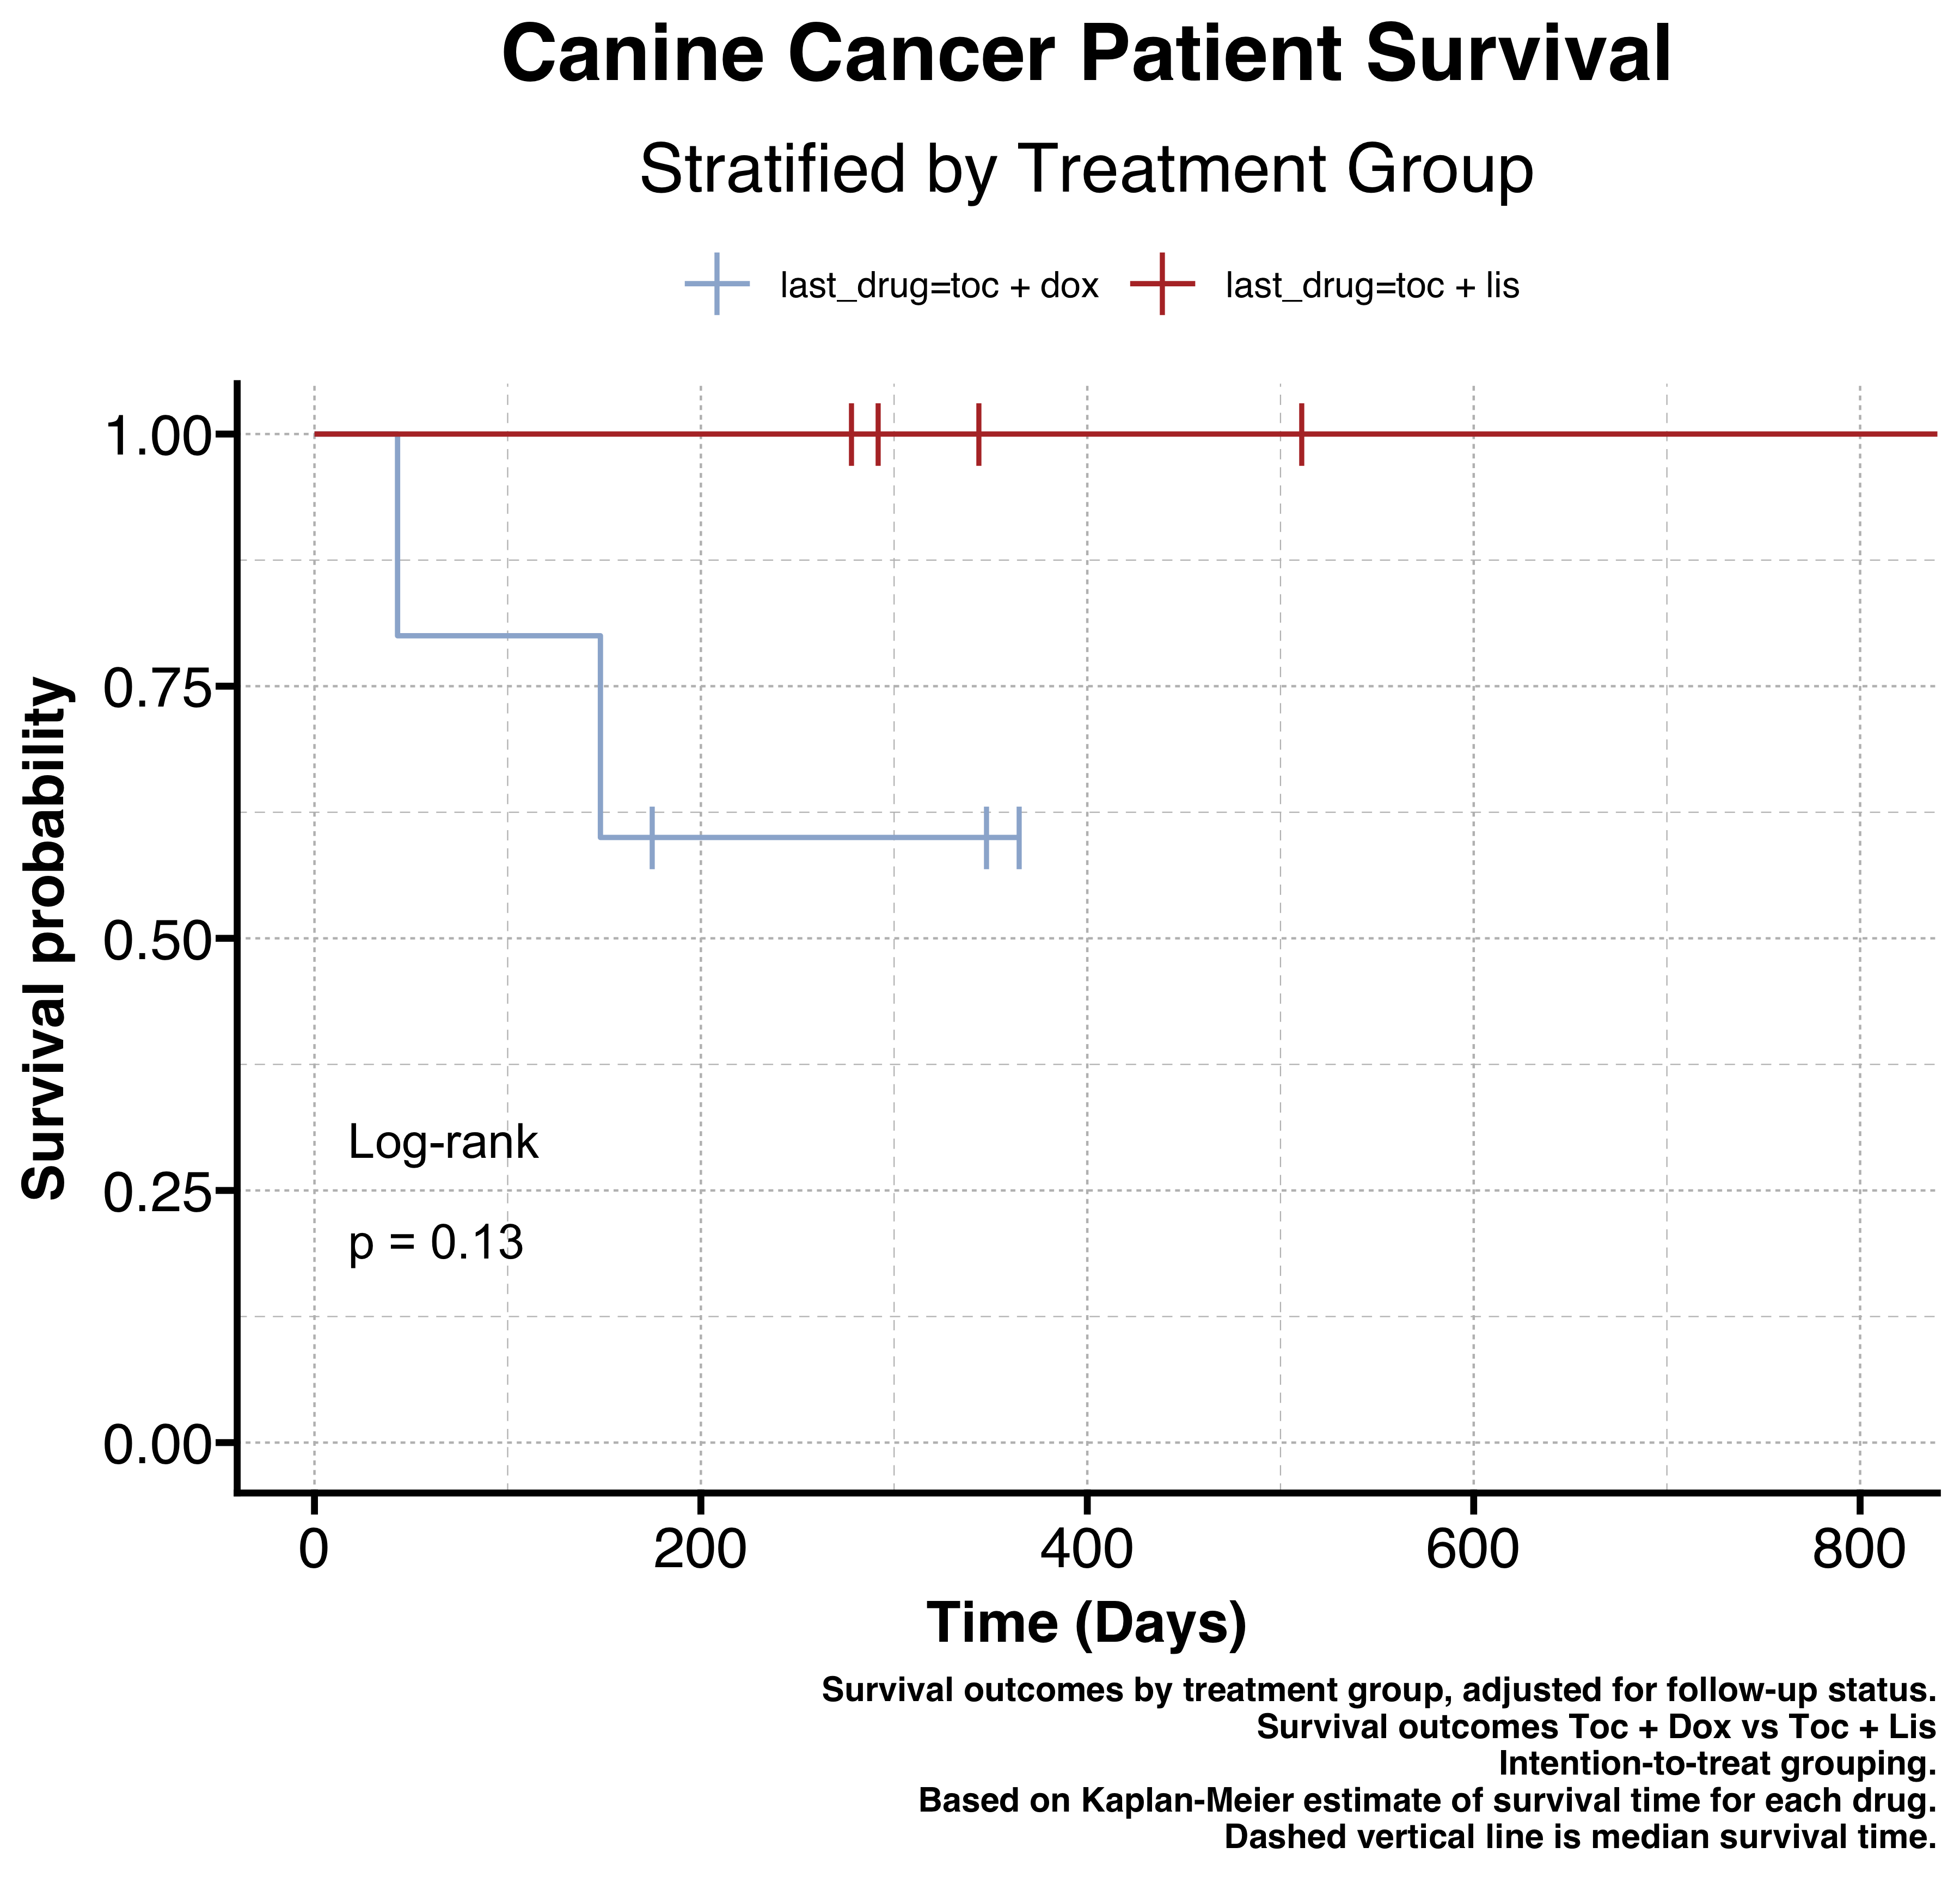 Canine Cancer Patient Survival
Stratified by Treatment Group
last_drug=toc + dox
last_drug=toc + lis
Survival probability
1.00
0.75
0.50
0.25
0.00
Log-rank
p = 0.13
0
200
400
600
800
Time (Days)
Survival outcomes by treatment group, adjusted for follow-up status.
Survival outcomes Toc + Dox vs Toc + Lis
Intention-to-treat grouping.
Based on Kaplan-Meier estimate of survival time for each drug.
Dashed vertical line is median survival time.